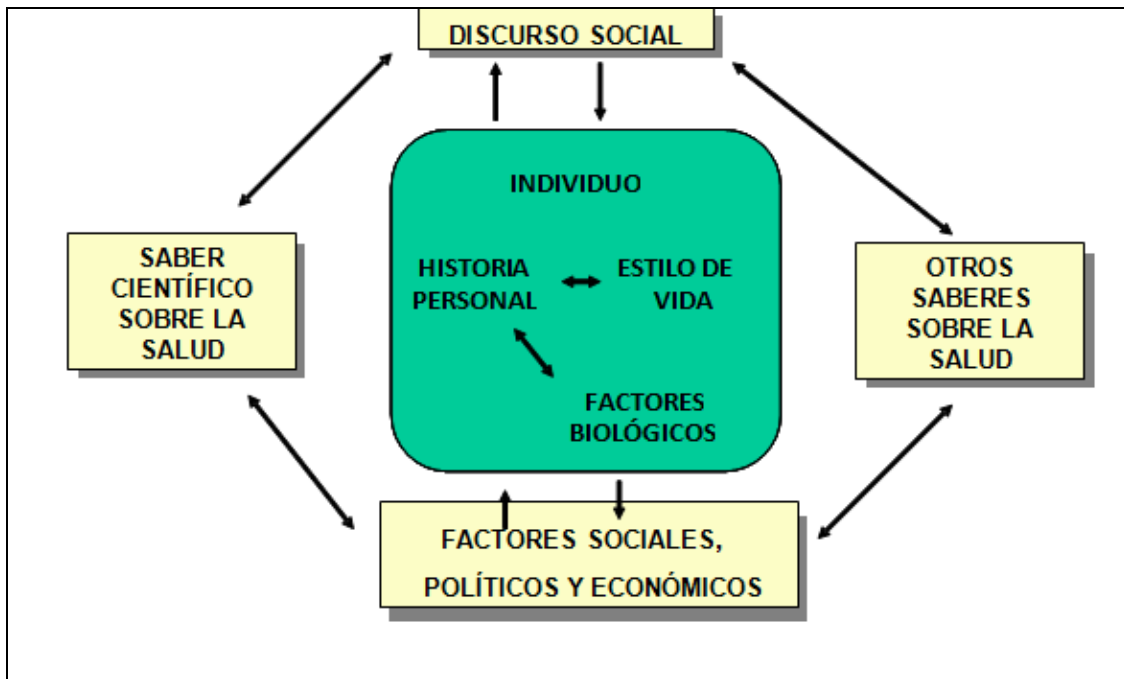 DISCURSO SOCIAL
INDIVIDUO
HISTORIA
PERSONAL
ESTILO DE
VIDA
FACTORES
BIOLÓGICOS
SABER
CIENTÍFICO
SOBRE LA
SALUD
OTROS
SABERES
SOBRE LA
SALUD
FACTORES SOCIALES,
POLÍTICOS Y ECONÓMICOS